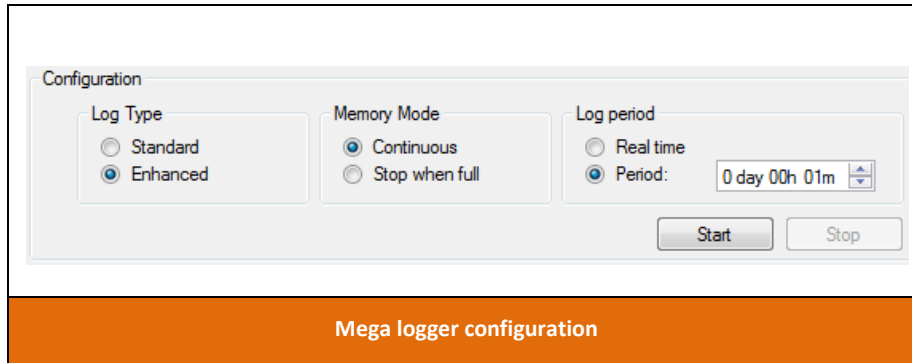 Configuration
Log Type
Standard
Enhanced
Memory Mode
Continuous
Stop when full
Log period
Real time
Period: 0 day 00h 01m
Start Stop
Mega logger configuration